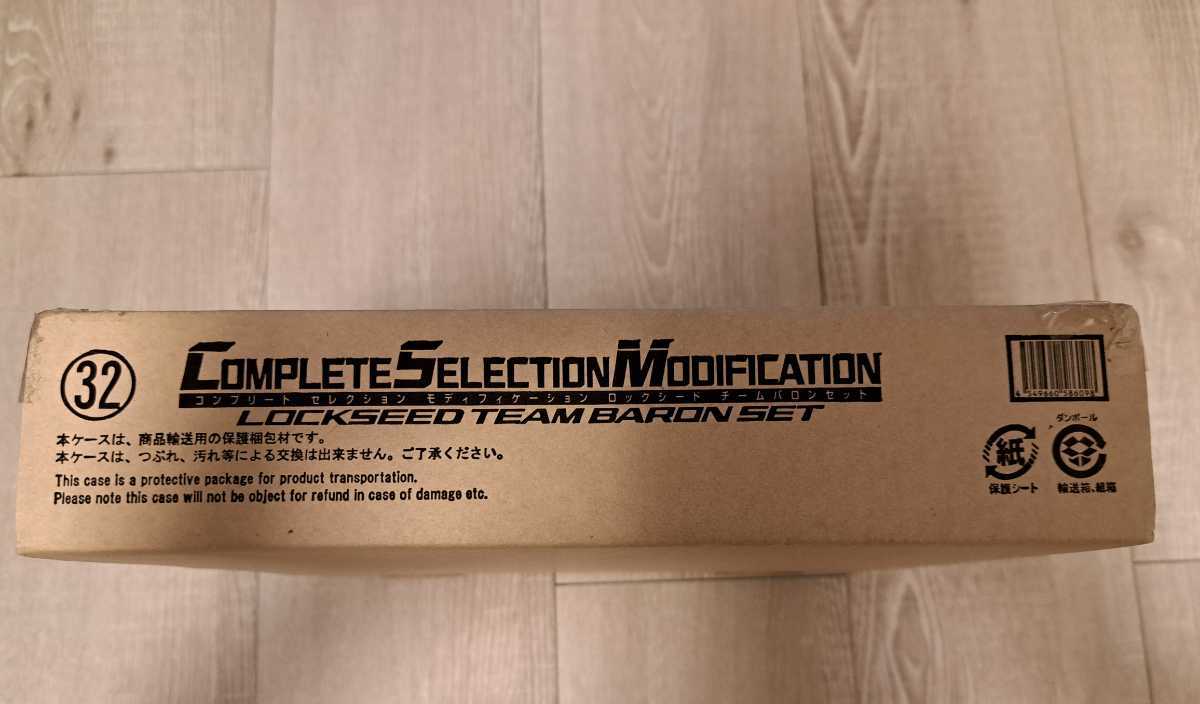 32
COMPLETE SELECTION MODIFICATION
コンプリート セレクション モディフィケーション ロックシード チームバロンセット
LOCKSEED TEAM BARON SET
本ケースは、商品輸送用の保護梱包材です。
本ケースは、つぶれ、汚れ等による交換は出来ません。ご了承ください。
This case is a protective package for product transportation.
Please note this case will not be object for refund in case of damage etc.
4 549660 586098
紙
保護シート
ダンボール
輸送箱、組箱